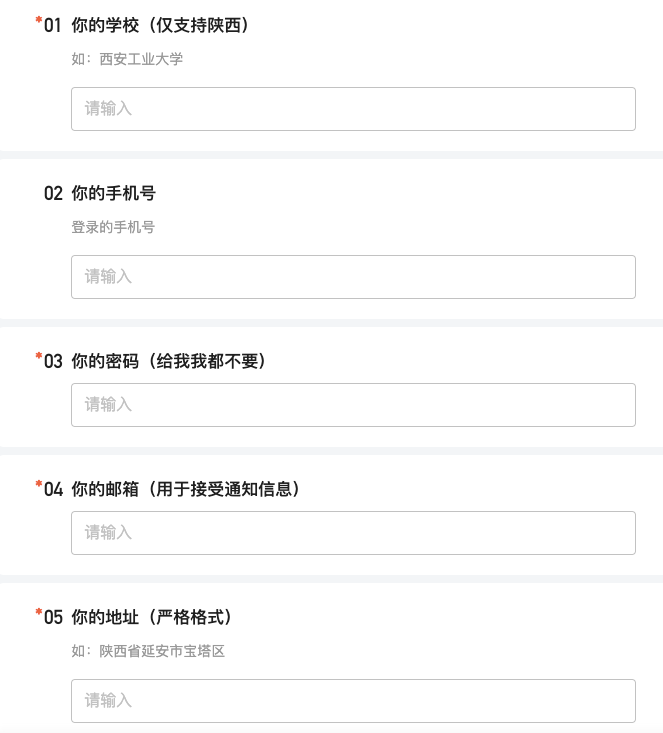 *01 你的学校（仅支持陕西）
如：西安工业大学
请输入
02 你的手机号
登录的手机号
请输入
*03 你的密码（给我我都不要）
请输入
*04 你的邮箱（用于接受通知信息）
请输入
*05 你的地址（严格格式）
如：陕西省延安市宝塔区
请输入